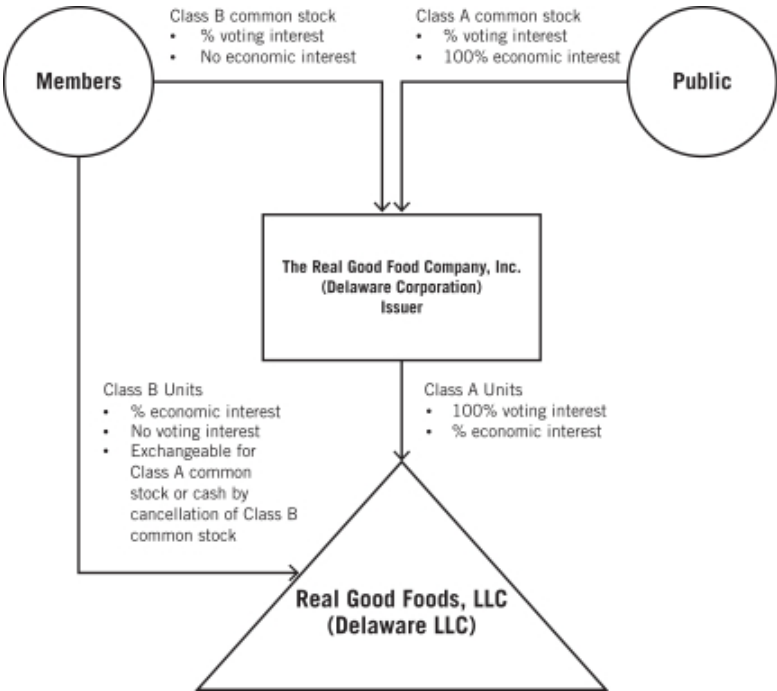 Class B common stock
• % voting interest
• No economic interest
Class A common stock
• % voting interest
• 100% economic interest
Members
Public
The Real Good Food Company, Inc.
(Delaware Corporation)
Issuer
Class B Units
• % economic interest
• No voting interest
• Exchangeable for
Class A common
stock or cash by
cancellation of Class B
common stock
Class A Units
• 100% voting interest
• % economic interest
Real Good Foods, LLC
(Delaware LLC)